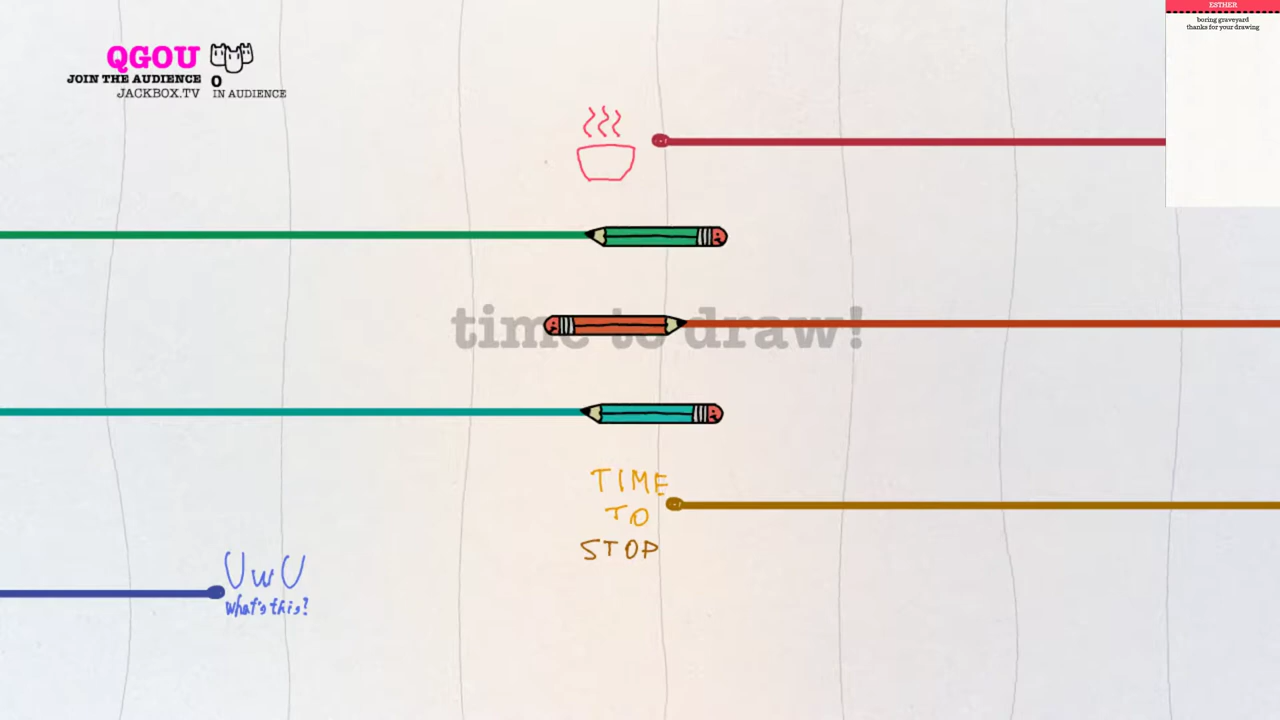 ESTHER
boring graveyard
thanks for your drawing
QGOU
JOIN THE AUDIENCE
JACKBOX.TV
0
IN AUDIENCE
time to draw!
TIME
TO
STOP
UwU
what's this?